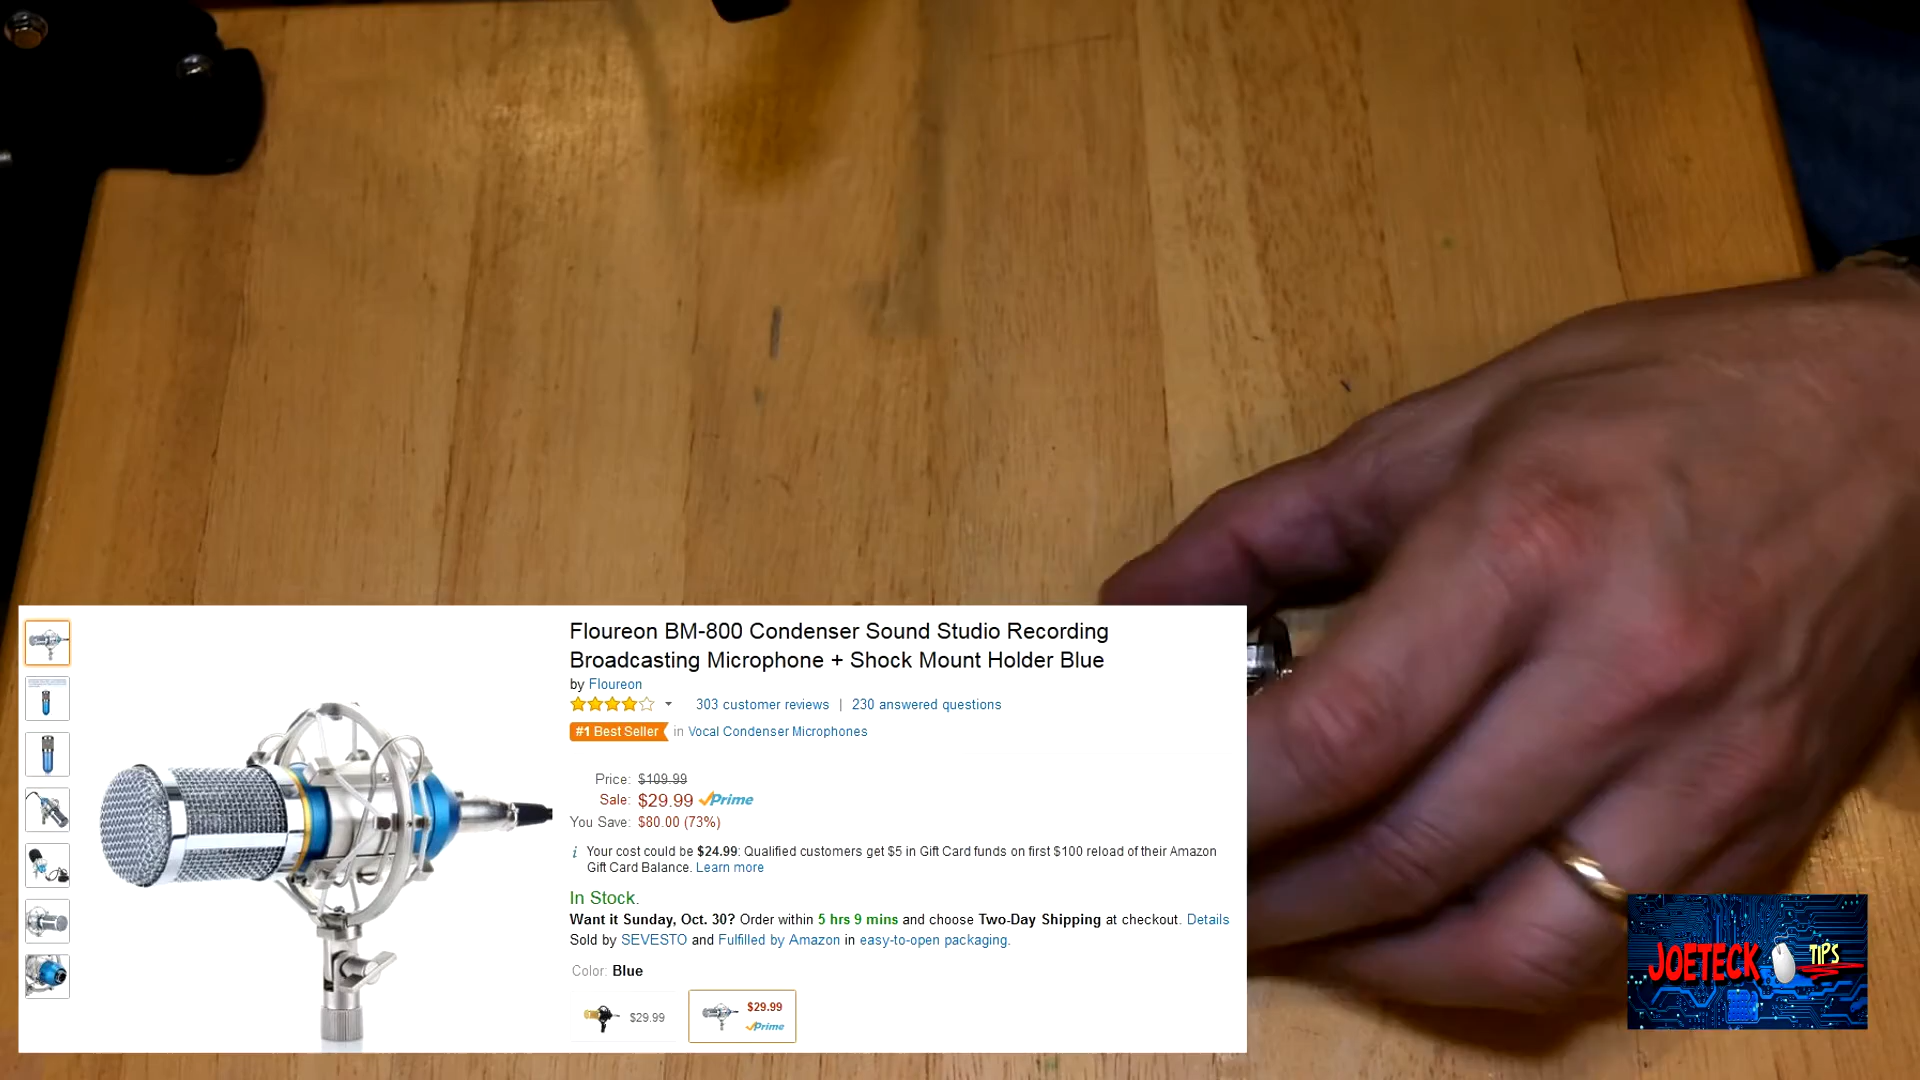 Floureon BM-800 Condenser Sound Studio Recording
Broadcasting Microphone + Shock Mount Holder Blue
by Floureon
303 customer reviews | 230 answered questions
#1 Best Seller in Vocal Condenser Microphones
Price: $109.99
Sale: $29.99 Prime
You Save: $80.00 (73%)
i Your cost could be $24.99: Qualified customers get $5 in Gift Card funds on first $100 reload of their Amazon
Gift Card Balance. Learn more
In Stock.
Want it Sunday, Oct. 30? Order within 5 hrs 9 mins and choose Two-Day Shipping at checkout. Details
Sold by SEVESTO and Fulfilled by Amazon in easy-to-open packaging.
Color: Blue
$29.99
$29.99
Prime
JOETECK TIPS